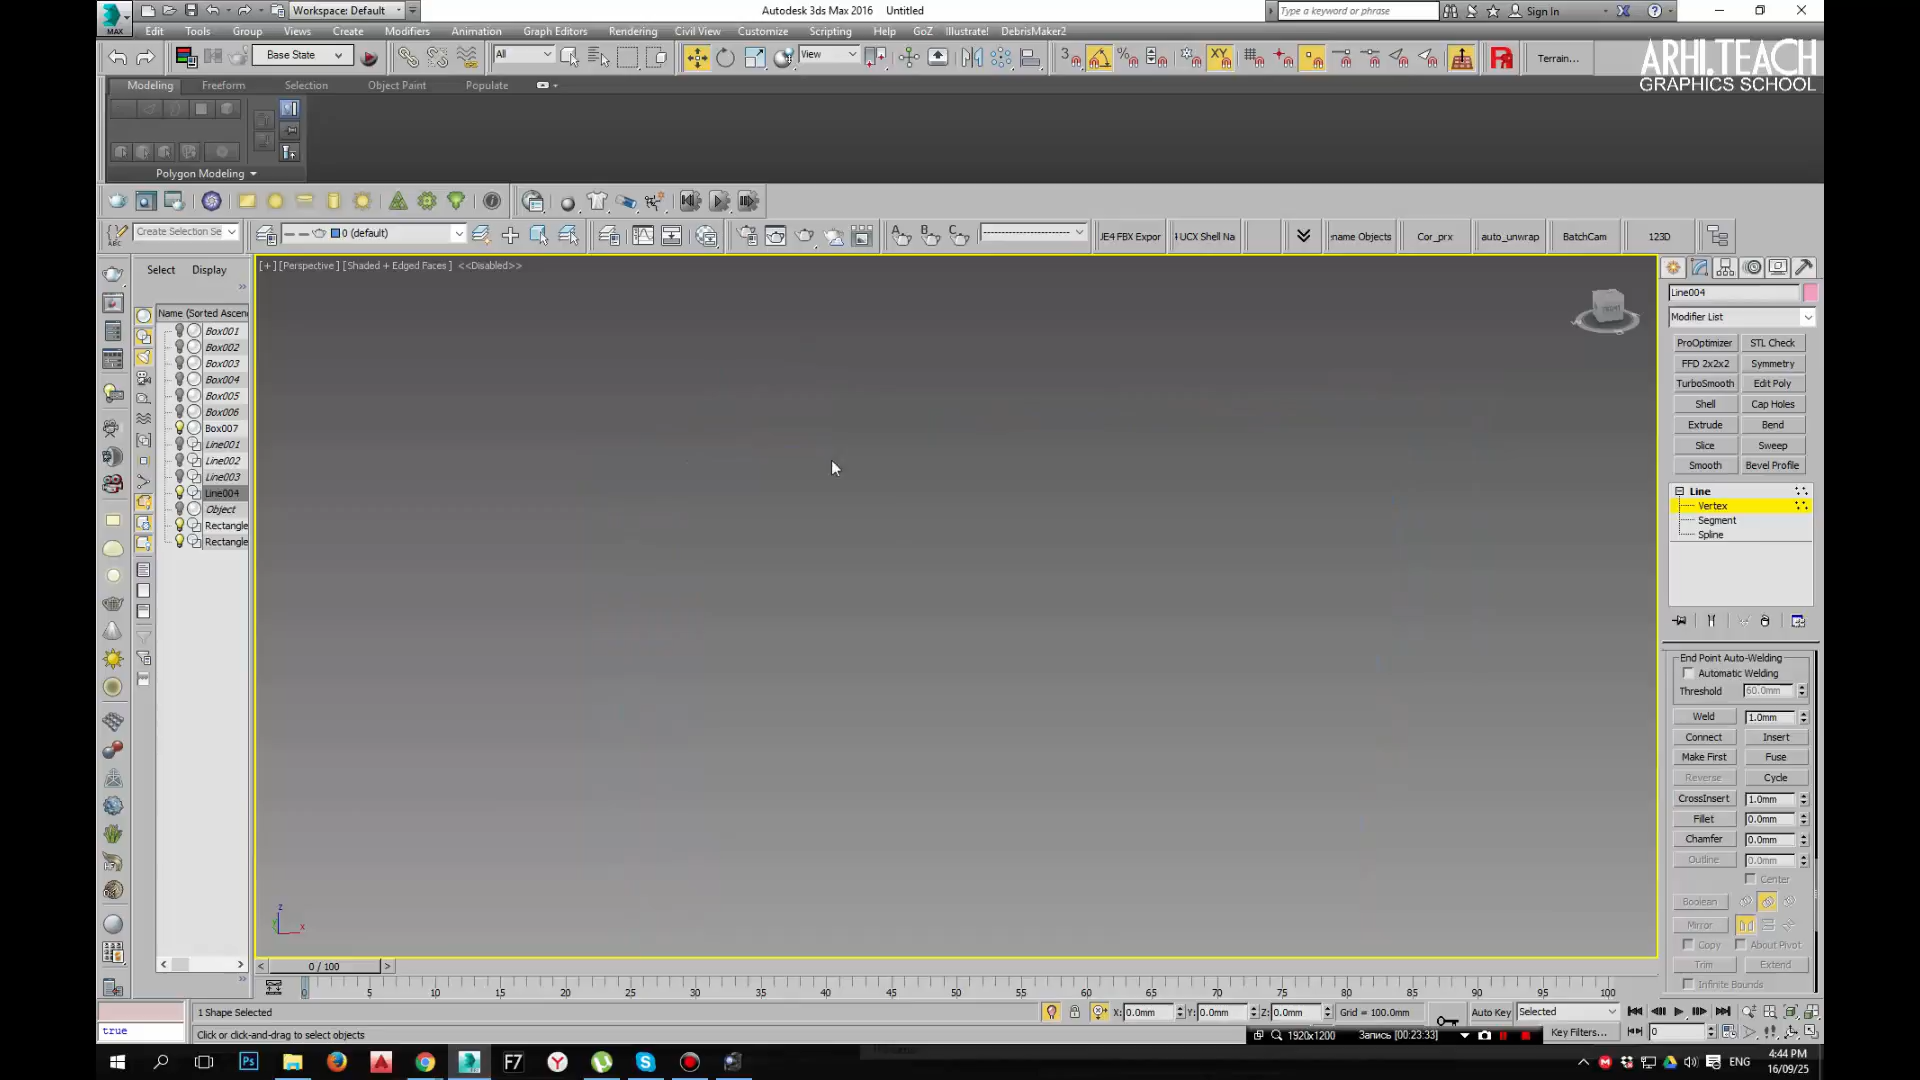 Workspace: Default
Autodesk 3ds Max 2016 Untitled
Type a keyword or phrase
Sign In
MAX
Edit Tools Group Views Create Modifiers Animation Graph Editors Rendering Civil View Customize Scripting Help GoZ Illustrate! DebrisMaker2
Base State
All
View
Terrain...
ARHI.TEACH
GRAPHICS SCHOOL
Modeling Freeform Selection Object Paint Populate
Polygon Modeling
Create Selection Se
0 (default)
JE4 FBX Expor
UCX Shell Na
name Objects
Cor_prx
auto_unwrap
BatchCam
123D
Select Display
[+] [Perspective] [Shaded + Edged Faces] <<Disabled>>
Name (Sorted Ascen
Box001
Box002
Box003
Box004
Box005
Box006
Box007
Line001
Line002
Line003
Line004
Object
Rectangle
Rectangle
Line004
Modifier List
ProOptimizer STL Check
FFD 2x2x2 Symmetry
TurboSmooth Edit Poly
Shell Cap Holes
Extrude Bend
Slice Sweep
Smooth Bevel Profile
Line
Vertex
Segment
Spline
End Point Auto-Welding
Automatic Welding
Threshold 60.0mm
Weld 1.0mm
Connect Insert
Make First Fuse
Reverse Cycle
CrossInsert 1.0mm
Fillet 0.0mm
Chamfer 0.0mm
Outline 0.0mm
Center
Boolean
Mirror
Copy About Pivot
Trim Extend
Infinite Bounds
z
x
0 / 100
0 5 10 15 20 25 30 35 40 45 50 55 60 65 70 75 80 85 90 95 100
1 Shape Selected
X: 0.0mm Y: 0.0mm Z: 0.0mm Grid = 100.0mm
Auto Key Selected
true
Click or click-and-drag to select objects
1920x1200 Запись [00:23:33]
Key Filters... 0
ENG
4:44 PM
16/09/25